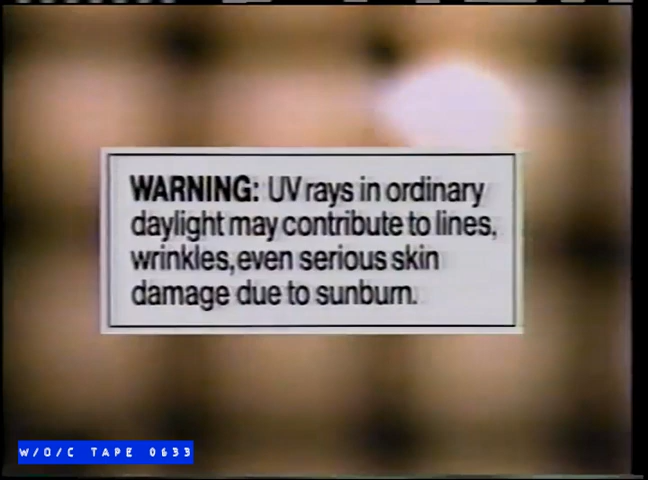 WARNING: UV rays in ordinary
daylight may contribute to lines,
wrinkles, even serious skin
damage due to sunburn.
W/O/C TAPE 0633